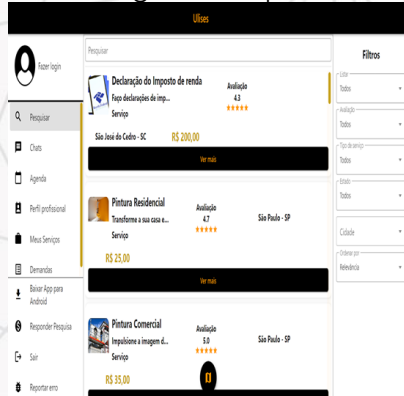 Ulises
Fazer login
Pesquisar
Chats
Agenda
Perfil profissional
Meus Serviços
Demandas
Baixar App para
Android
Responder Pesquisa
Sair
Reportar erro
Pesquisar
Declaração do Imposto de renda
Faço declarações de imp...
Serviço
Avaliação
4.3
São José do Cedro - SC
R$ 200,00
Ver mais
Pintura Residencial
Transforme a sua casa e...
Serviço
Avaliação
4.7
São Paulo - SP
R$ 25,00
Ver mais
Pintura Comercial
Impulsione a imagem d...
Serviço
Avaliação
5.0
São Paulo - SP
R$ 35,00
Filtros
Listar
Todos
Avaliação
Todos
Tipo de serviço
Todos
Estado
Todos
Cidade
Ordenar por
Relevância